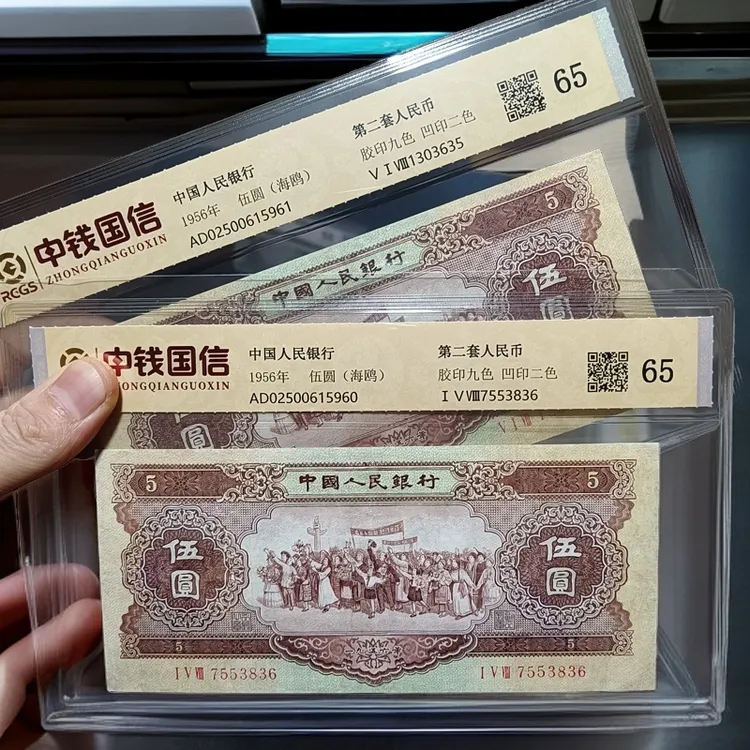 RCGS
中钱国信
ZHONGQIANGUOXIN
中国人民银行
1956年 伍圆（海鸥）
AD02500615961
第二套人民币
胶印九色 凹印二色
V I VIII1303635
65
中國人民銀行
5
伍圓
中钱国信
ZHONGQIANGUOXIN
中国人民银行
1956年 伍圆（海鸥）
AD02500615960
第二套人民币
胶印九色 凹印二色
I V VIII7553836
65
V I
5 中國人民銀行 5
伍圓 伍圓
5 5
I V VIII 7553836 I V VIII 7553836